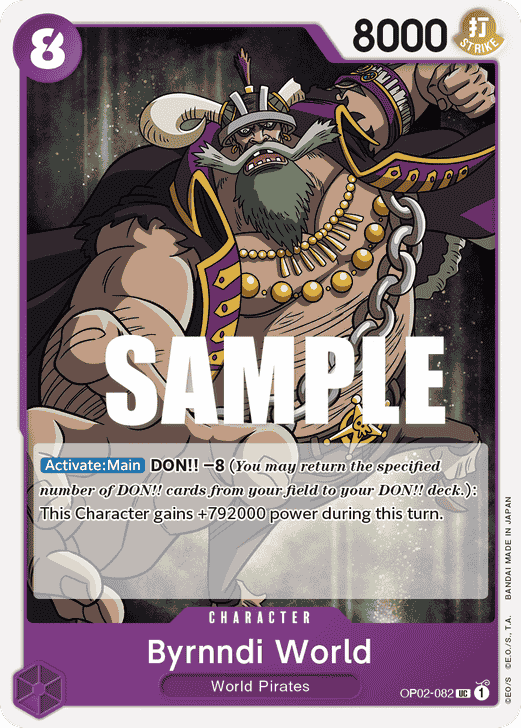 8
8000
打
STRIKE
SAMPLE
Activate:Main DON!! −8 (You may return the specified
number of DON!! cards from your field to your DON!! deck.):
This Character gains +792000 power during this turn.
CHARACTER
Byrnndi World
World Pirates
OP02-082 UC 1
©E.O/S ©E.O./S., T.A. BANDAI MADE IN JAPAN